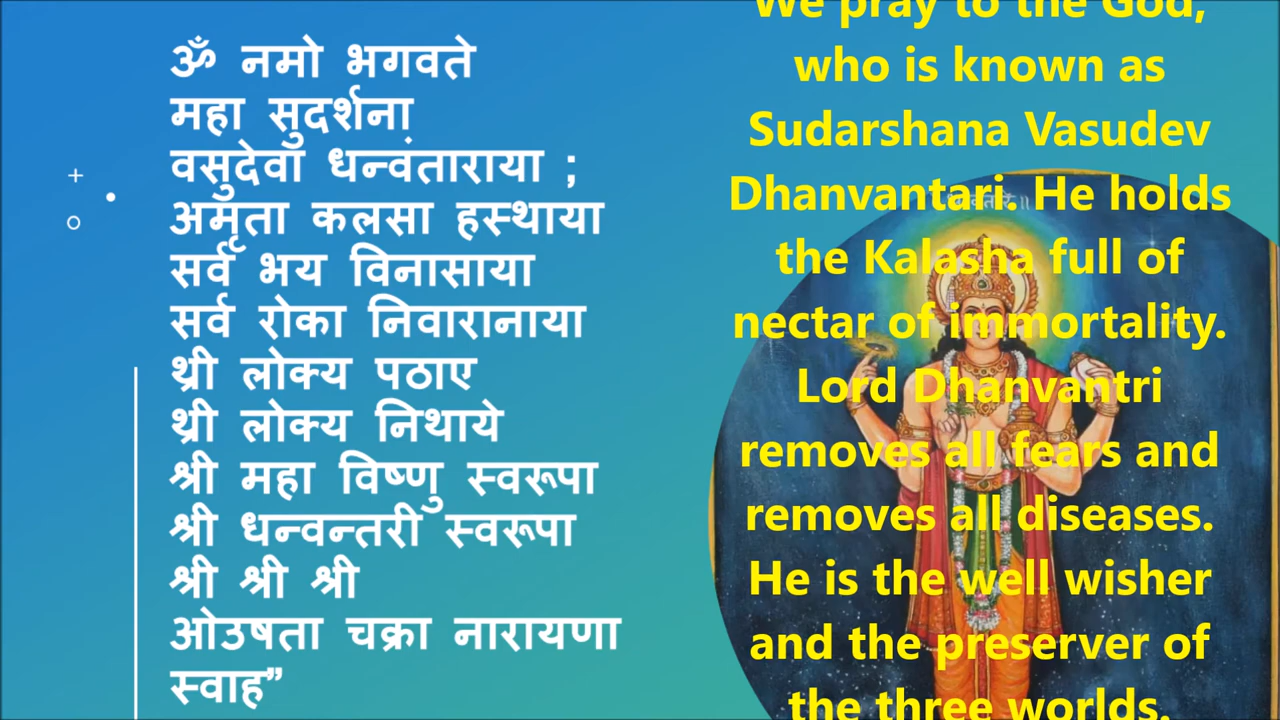 ॐ नमो भगवते
महा सुदर्शना
वसुदेवा धन्वंताराया ;
अमृता कलसा हस्थाया
सर्व भय विनासाया
सर्व रोका निवारानाया
थ्री लोक्य पठाए
थ्री लोक्य निथाये
श्री महा विष्णु स्वरूपा
श्री धन्वन्तरी स्वरूपा
श्री श्री श्री
ओउषता चक्रा नारायणा
स्वाह”
We pray to the God,
who is known as
Sudarshana Vasudev
Dhanvantari. He holds
the Kalasha full of
nectar of immortality.
Lord Dhanvantri
removes all fears and
removes all diseases.
He is the well wisher
and the preserver of
the three worlds.